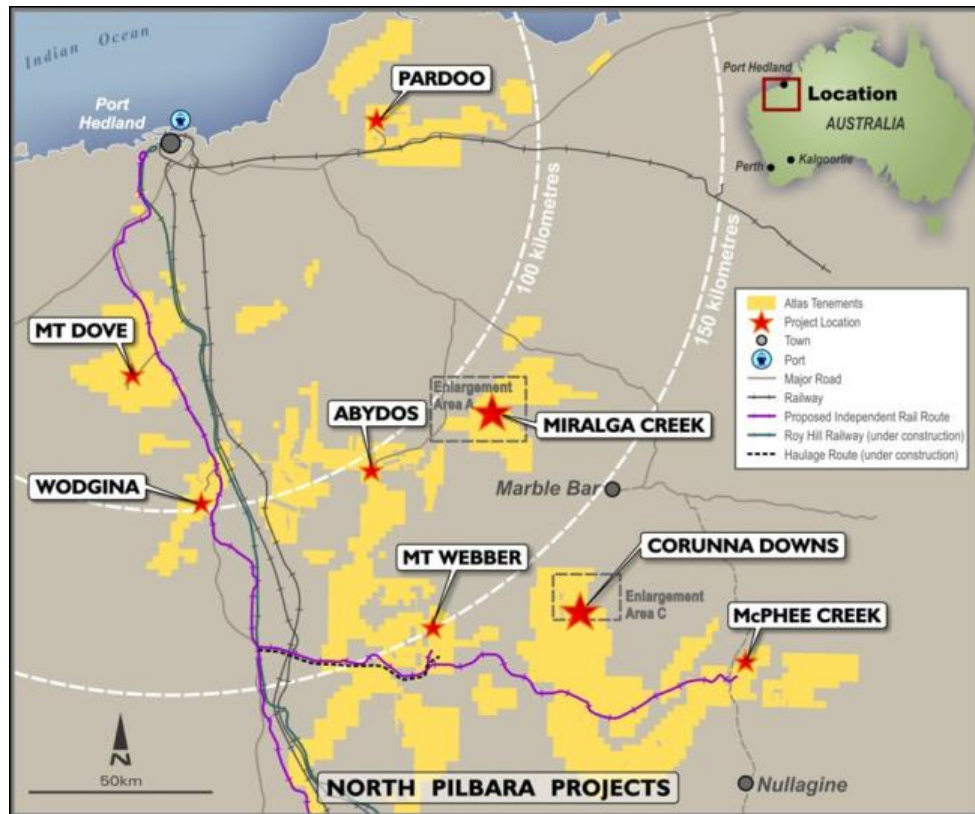 Indian Ocean
Port
Hedland
PARDOO
Port Hedland
Location
AUSTRALIA
Perth
Kalgoorlie
100 kilometres
150 kilometres
Atlas Tenements
Project Location
Town
Port
Major Road
Railway
Proposed Independent Rail Route
Roy Hill Railway (under construction)
Haulage Route (under construction)
MT DOVE
Enlargement
Area A
ABYDOS
MIRALGA CREEK
WODGINA
Marble Bar
MT WEBBER
CORUNNA DOWNS
Enlargement
Area C
McPHEE CREEK
N
50km
NORTH PILBARA PROJECTS
Nullagine